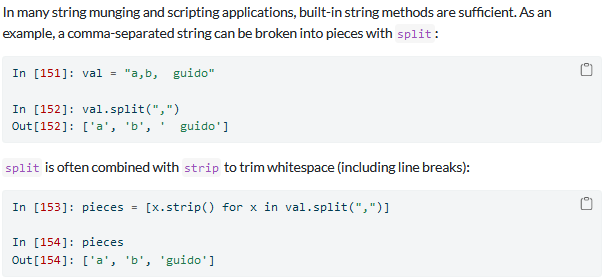 In many string munging and scripting applications, built-in string methods are sufficient. As an
example, a comma-separated string can be broken into pieces with split :
In [151]: val = "a,b,  guido"
In [152]: val.split(",")
Out[152]: ['a', 'b', '  guido']
split is often combined with strip to trim whitespace (including line breaks):
In [153]: pieces = [x.strip() for x in val.split(",")]
In [154]: pieces
Out[154]: ['a', 'b', 'guido']